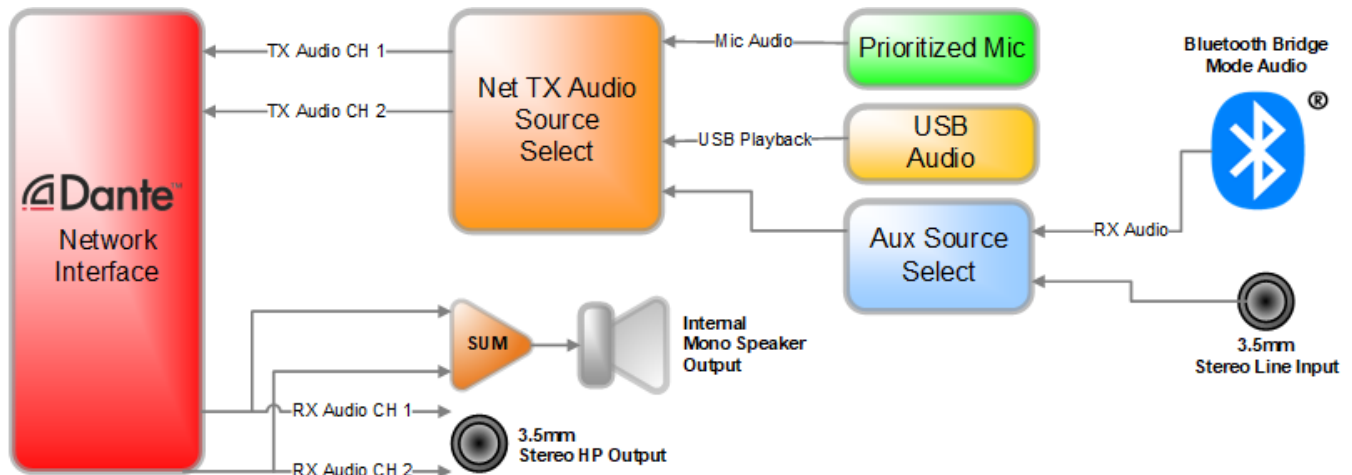 TX Audio CH 1
TX Audio CH 2
Dante™
Network
Interface
Net TX Audio
Source
Select
Mic Audio
USB Playback
Prioritized Mic
USB
Audio
Aux Source
Select
Bluetooth Bridge
Mode Audio
®
RX Audio
3.5mm
Stereo Line Input
SUM
Internal
Mono Speaker
Output
RX Audio CH 1
RX Audio CH 2
3.5mm
Stereo HP Output